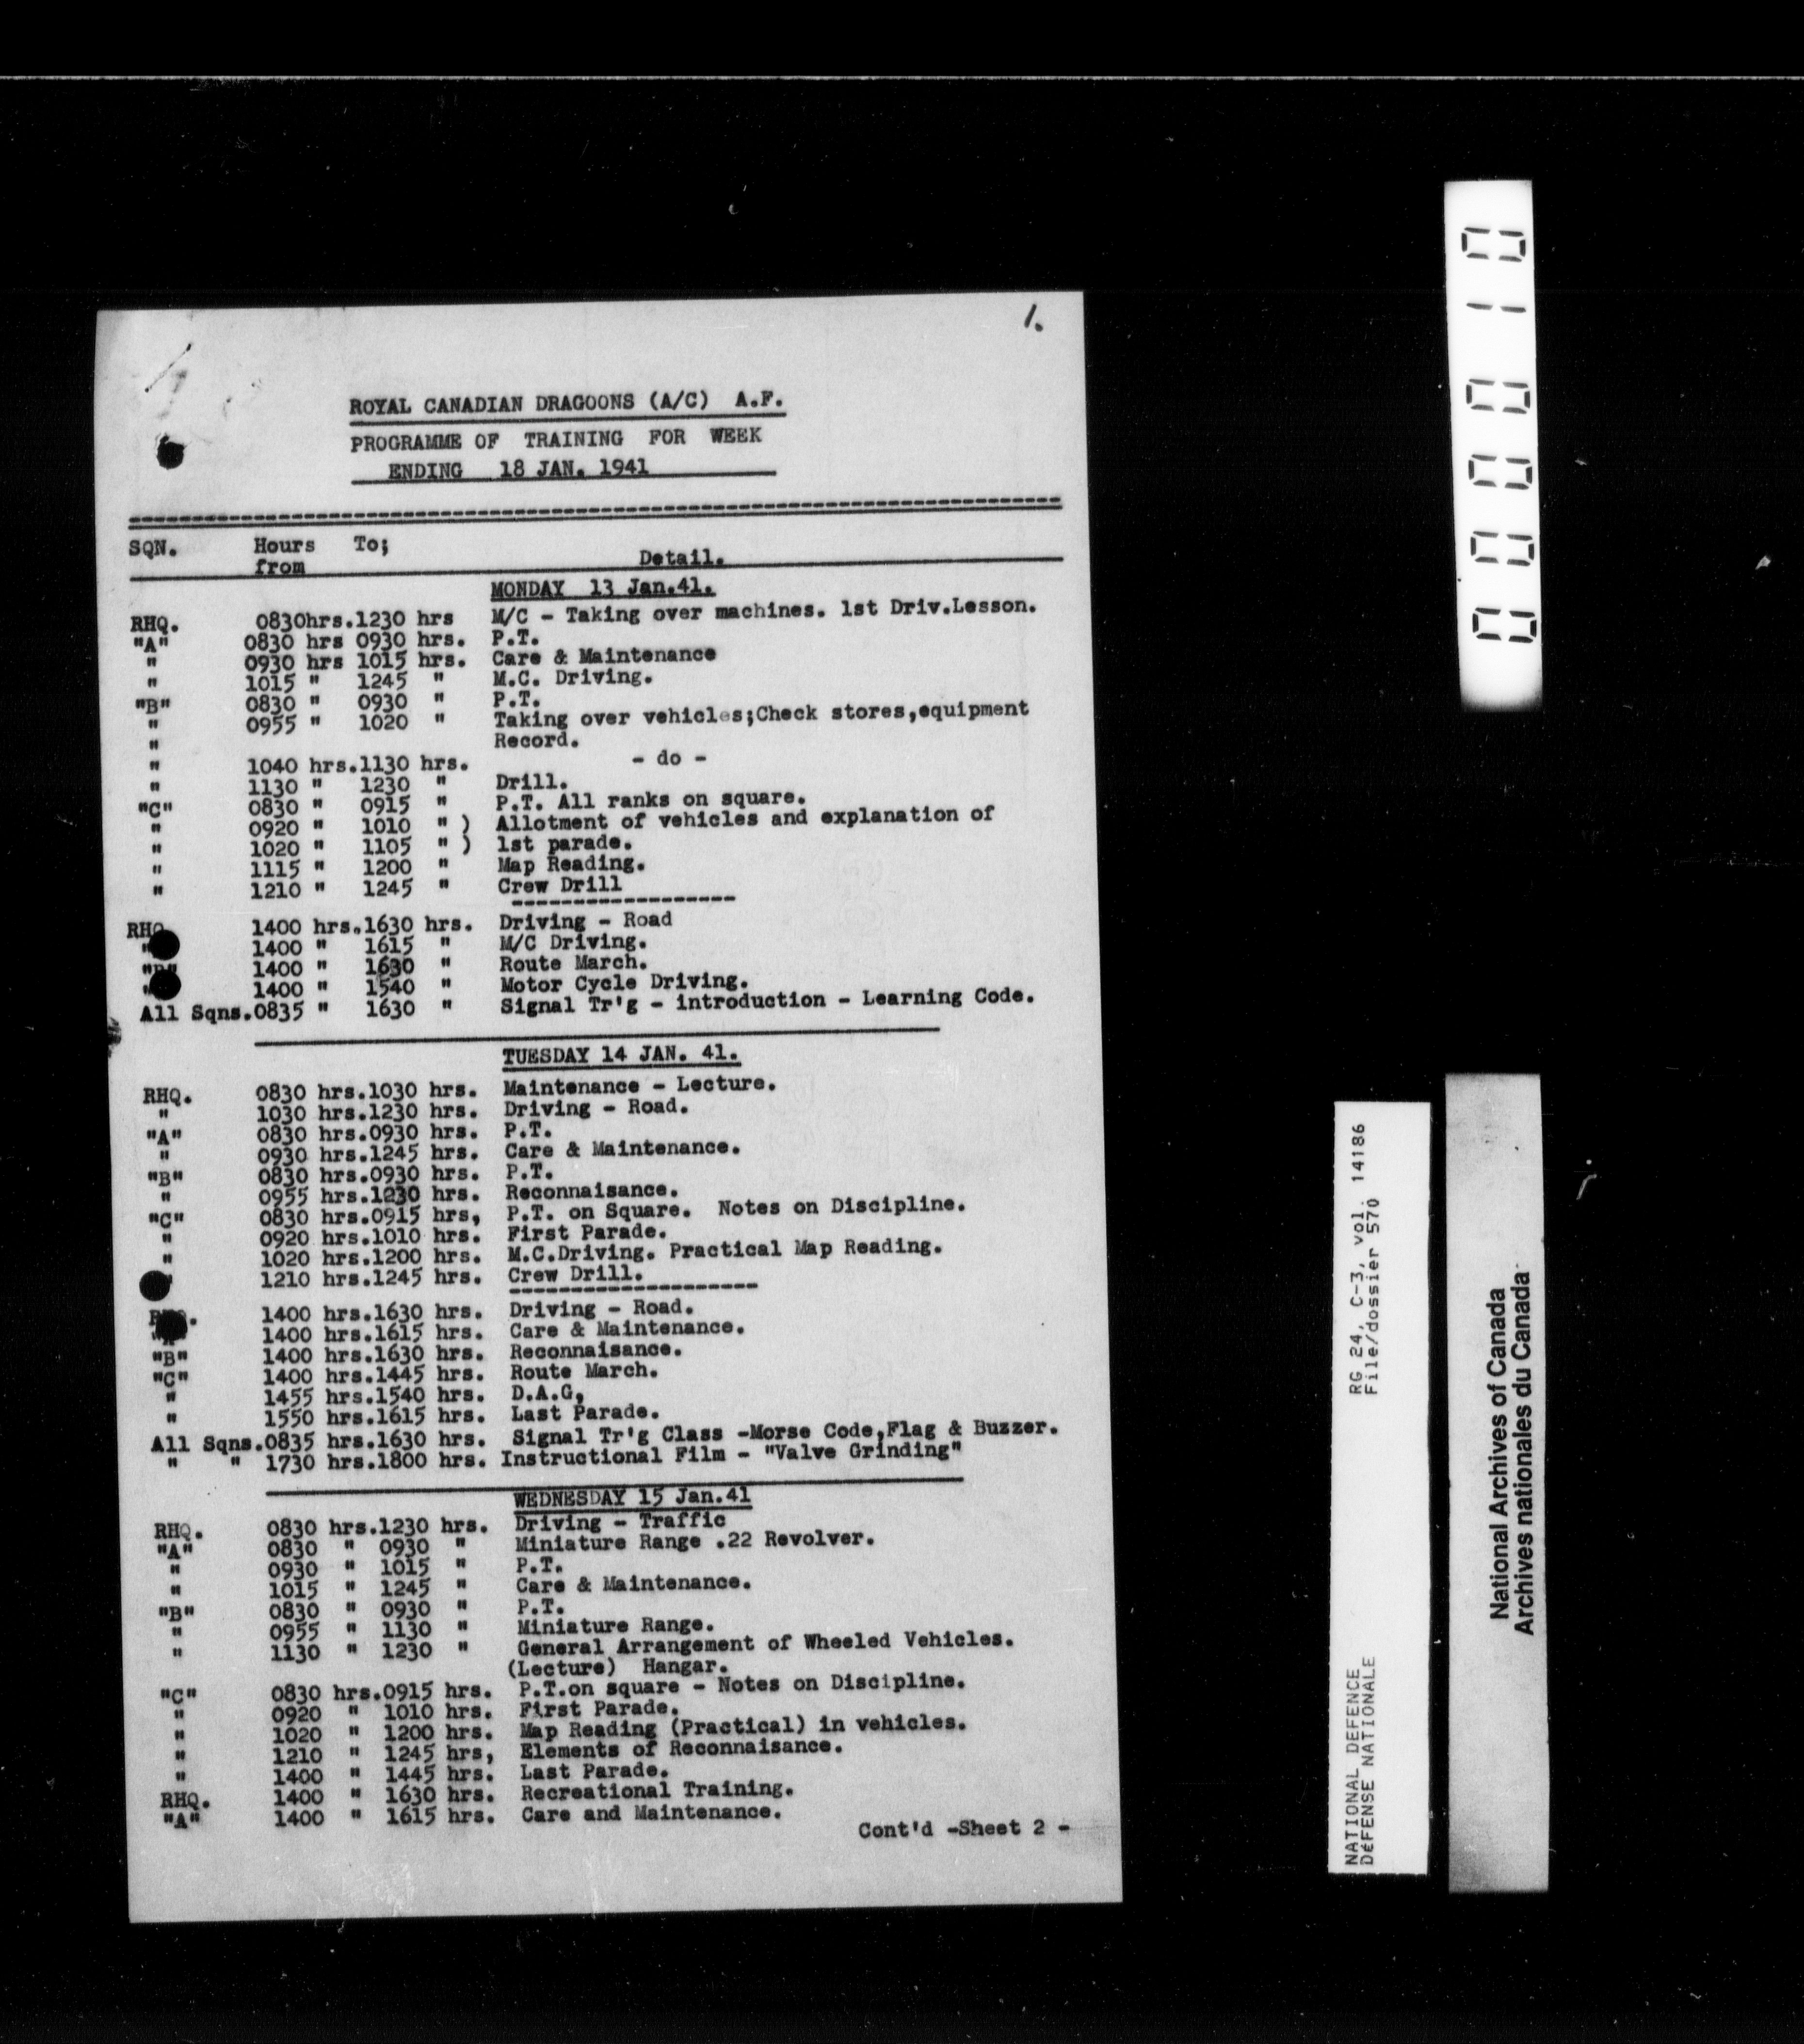 1.
ROYAL CANADIAN DRAGOONS (A/C) A.F.
PROGRAMME OF TRAINING FOR WEEK
ENDING 18 JAN. 1941
SQN. Hours To; Detail.
from
MONDAY 13 Jan.41.
RHQ. 0830hrs.1230 hrs M/C - Taking over machines. 1st Driv.Lesson.
"A" 0830 hrs 0930 hrs. P.T.
" 0930 hrs 1015 hrs. Care & Maintenance
" 1015 " 1245 " M.C. Driving.
"B" 0830 " 0930 " P.T.
" 0955 " 1020 " Taking over vehicles;Check stores,equipment
" Record.
" 1040 hrs.1130 hrs. - do -
" 1130 " 1230 " Drill.
"C" 0830 " 0915 " P.T. All ranks on square.
" 0920 " 1010 " ) Allotment of vehicles and explanation of
" 1020 " 1105 " ) 1st parade.
" 1115 " 1200 " Map Reading.
" 1210 " 1245 " Crew Drill
RHQ 1400 hrs.1630 hrs. Driving - Road
1400 " 1615 " M/C Driving.
"B" 1400 " 1630 " Route March.
1400 " 1540 " Motor Cycle Driving.
All Sqns.0835 " 1630 " Signal Tr'g - introduction - Learning Code.
TUESDAY 14 JAN. 41.
RHQ. 0830 hrs.1030 hrs. Maintenance - Lecture.
" 1030 hrs.1230 hrs. Driving - Road.
"A" 0830 hrs.0930 hrs. P.T.
" 0930 hrs.1245 hrs. Care & Maintenance.
"B" 0830 hrs.0930 hrs. P.T.
" 0955 hrs.1230 hrs. Reconnaisance.
"C" 0830 hrs.0915 hrs, P.T. on Square. Notes on Discipline.
" 0920 hrs.1010 hrs. First Parade.
" 1020 hrs.1200 hrs. M.C.Driving. Practical Map Reading.
1210 hrs.1245 hrs. Crew Drill.
1400 hrs.1630 hrs. Driving - Road.
1400 hrs.1615 hrs. Care & Maintenance.
"B" 1400 hrs.1630 hrs. Reconnaisance.
"C" 1400 hrs.1445 hrs. Route March.
" 1455 hrs.1540 hrs. D.A.G,
" 1550 hrs.1615 hrs. Last Parade.
All Sqns.0835 hrs.1630 hrs. Signal Tr'g Class -Morse Code,Flag & Buzzer.
" " 1730 hrs.1800 hrs. Instructional Film - "Valve Grinding"
WEDNESDAY 15 Jan.41
RHQ. 0830 hrs.1230 hrs. Driving - Traffic
"A" 0830 " 0930 " Miniature Range .22 Revolver.
" 0930 " 1015 " P.T.
" 1015 " 1245 " Care & Maintenance.
"B" 0830 " 0930 " P.T.
" 0955 " 1130 " Miniature Range.
" 1130 " 1230 " General Arrangement of Wheeled Vehicles.
(Lecture) Hangar.
"C" 0830 hrs.0915 hrs. P.T.on square - Notes on Discipline.
" 0920 " 1010 hrs. First Parade.
" 1020 " 1200 hrs. Map Reading (Practical) in vehicles.
" 1210 " 1245 hrs, Elements of Reconnaisance.
" 1400 " 1445 hrs. Last Parade.
RHQ. 1400 " 1630 hrs. Recreational Training.
"A" 1400 " 1615 hrs. Care and Maintenance.
Cont'd -Sheet 2 -
000010
NATIONAL DEFENCE RG 24, C-3, vol. 14186
DéFENSE NATIONALE File/dossier 570
National Archives of Canada
Archives nationales du Canada